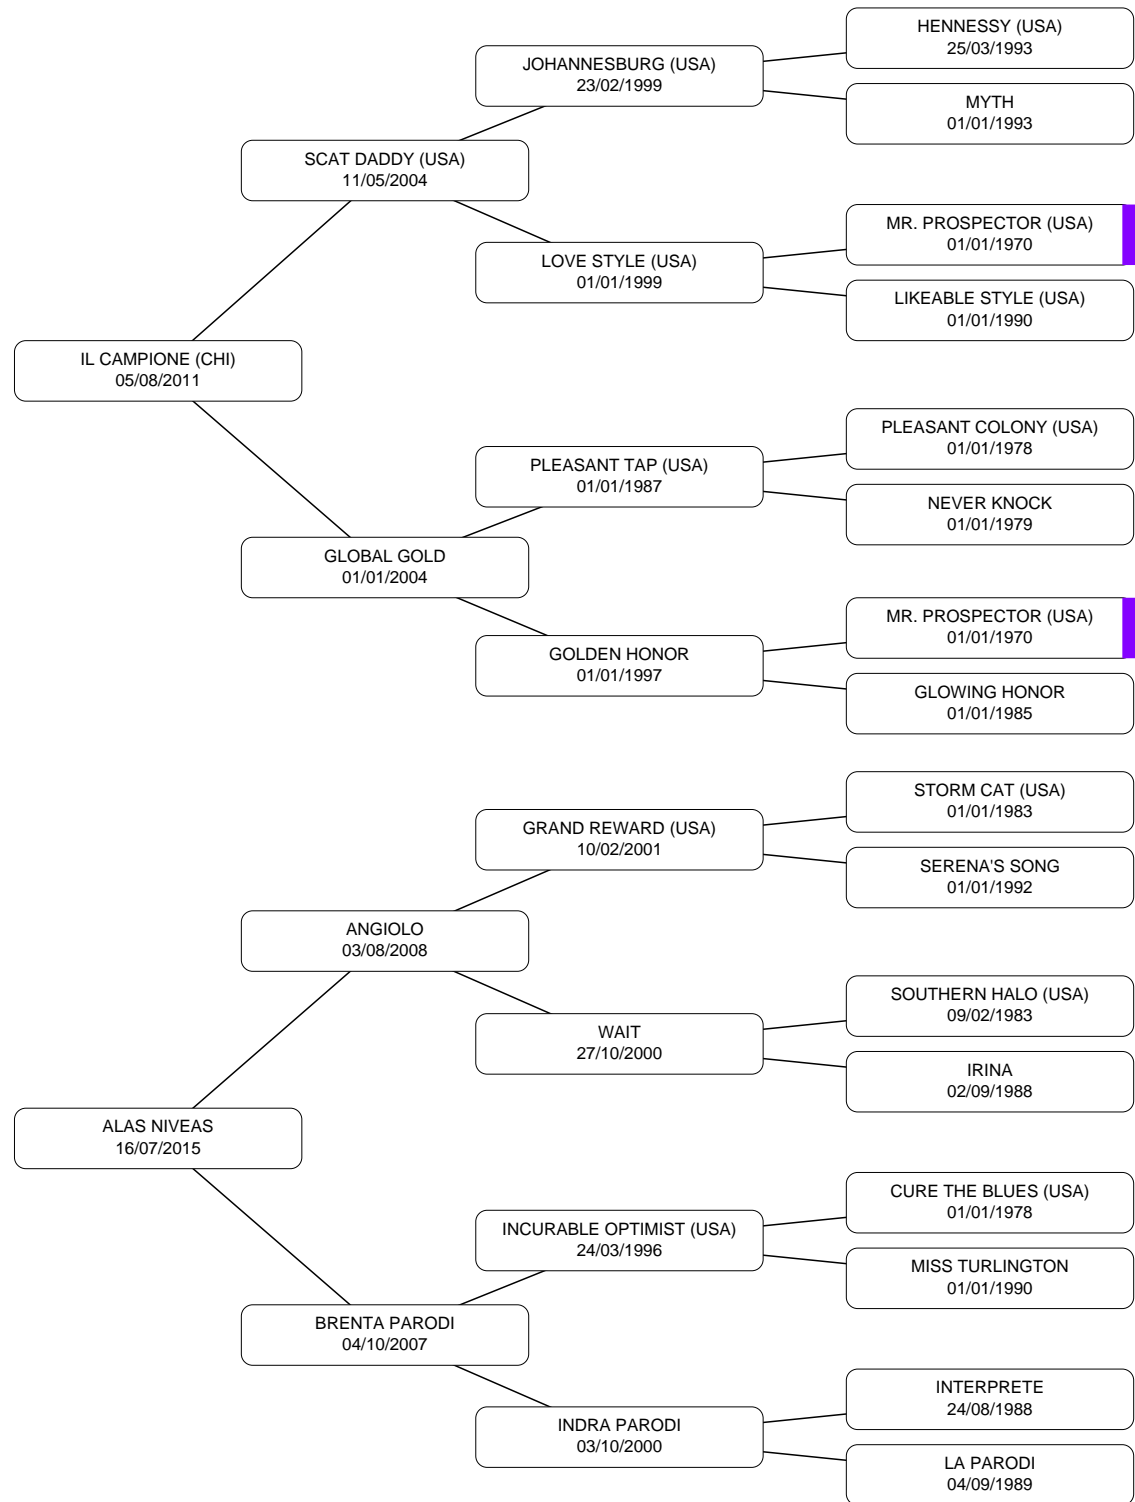 HENNESSY (USA)
25/03/1993
JOHANNESBURG (USA)
23/02/1999
MYTH
01/01/1993
SCAT DADDY (USA)
11/05/2004
MR. PROSPECTOR (USA)
01/01/1970
LOVE STYLE (USA)
01/01/1999
LIKEABLE STYLE (USA)
01/01/1990
IL CAMPIONE (CHI)
05/08/2011
PLEASANT COLONY (USA)
01/01/1978
PLEASANT TAP (USA)
01/01/1987
NEVER KNOCK
01/01/1979
GLOBAL GOLD
01/01/2004
MR. PROSPECTOR (USA)
01/01/1970
GOLDEN HONOR
01/01/1997
GLOWING HONOR
01/01/1985
STORM CAT (USA)
01/01/1983
GRAND REWARD (USA)
10/02/2001
SERENA'S SONG
01/01/1992
ANGIOLO
03/08/2008
SOUTHERN HALO (USA)
09/02/1983
WAIT
27/10/2000
IRINA
02/09/1988
ALAS NIVEAS
16/07/2015
CURE THE BLUES (USA)
01/01/1978
INCURABLE OPTIMIST (USA)
24/03/1996
MISS TURLINGTON
01/01/1990
BRENTA PARODI
04/10/2007
INTERPRETE
24/08/1988
INDRA PARODI
03/10/2000
LA PARODI
04/09/1989